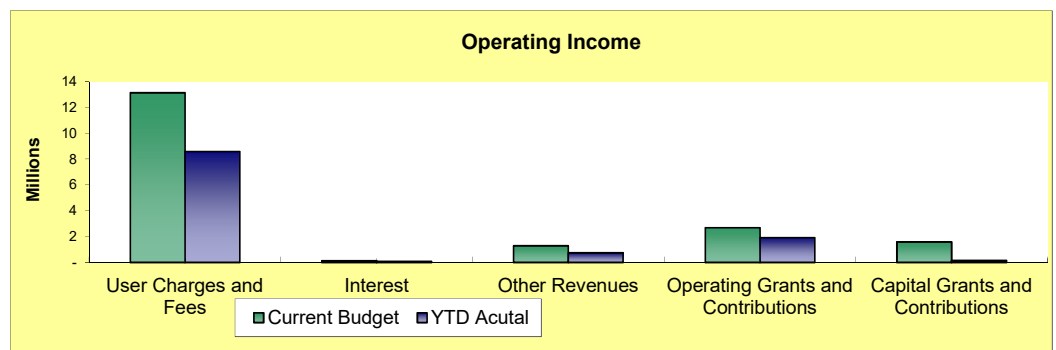 Operating Income
Millions
14
12
10
8
6
4
2
-
User Charges and
Fees
Interest
Other Revenues
Operating Grants and
Contributions
Capital Grants and
Contributions
Current Budget
YTD Acutal